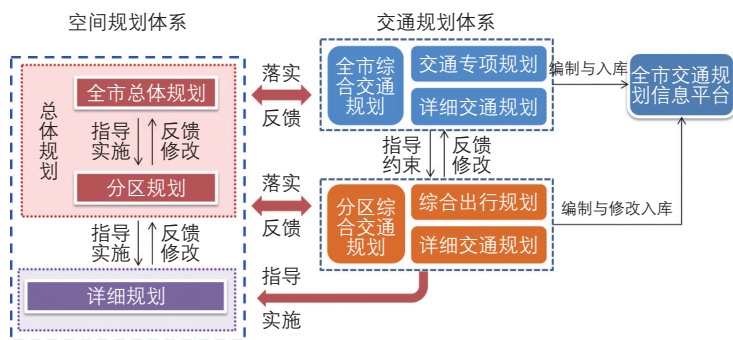 空间规划体系
交通规划体系
总体规划
全市总体规划
指导
实施
反馈
修改
分区规划
指导
实施
反馈
修改
详细规划
落实
反馈
落实
反馈
指导
实施
全市综
合交通
规划
交通专项规划
详细交通规划
指导
约束
反馈
修改
分区综
合交通
规划
综合出行规划
详细交通规划
编制与入库
全市交通规
划信息平台
编制与修改入库